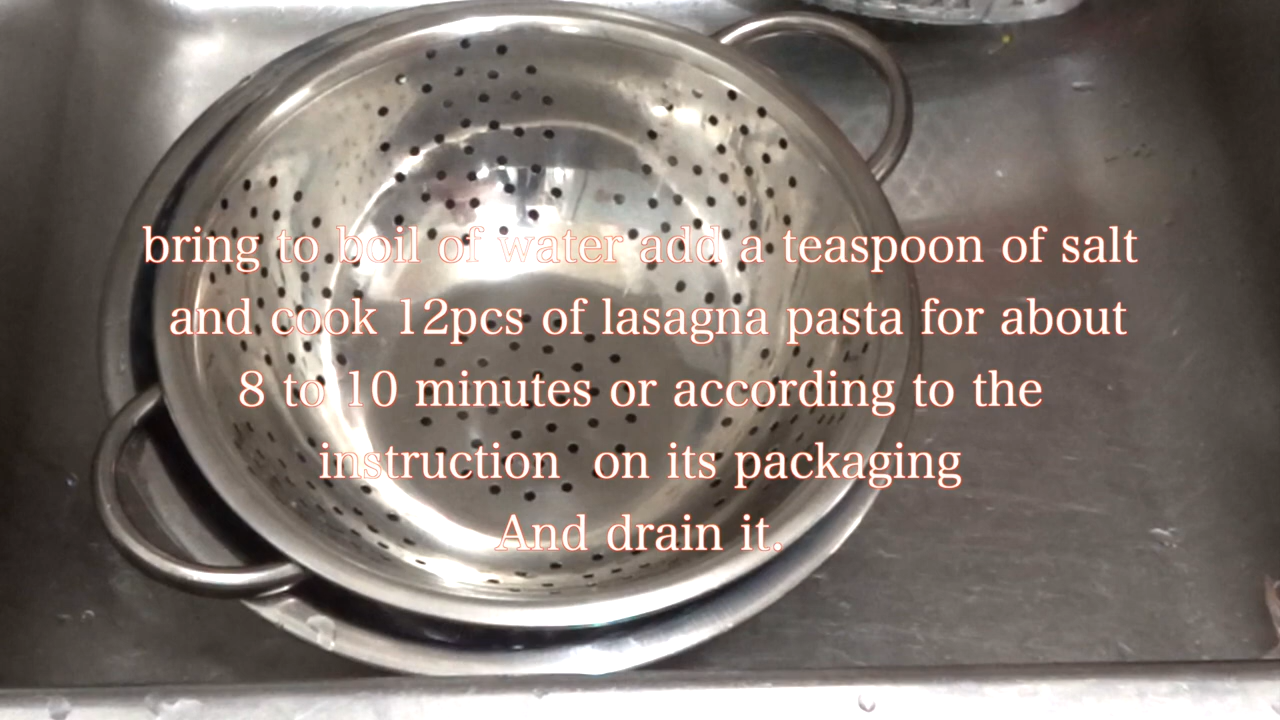 bring to boil of water add a teaspoon of salt
and cook 12pcs of lasagna pasta for about
8 to 10 minutes or according to the
instruction  on its packaging
And drain it.